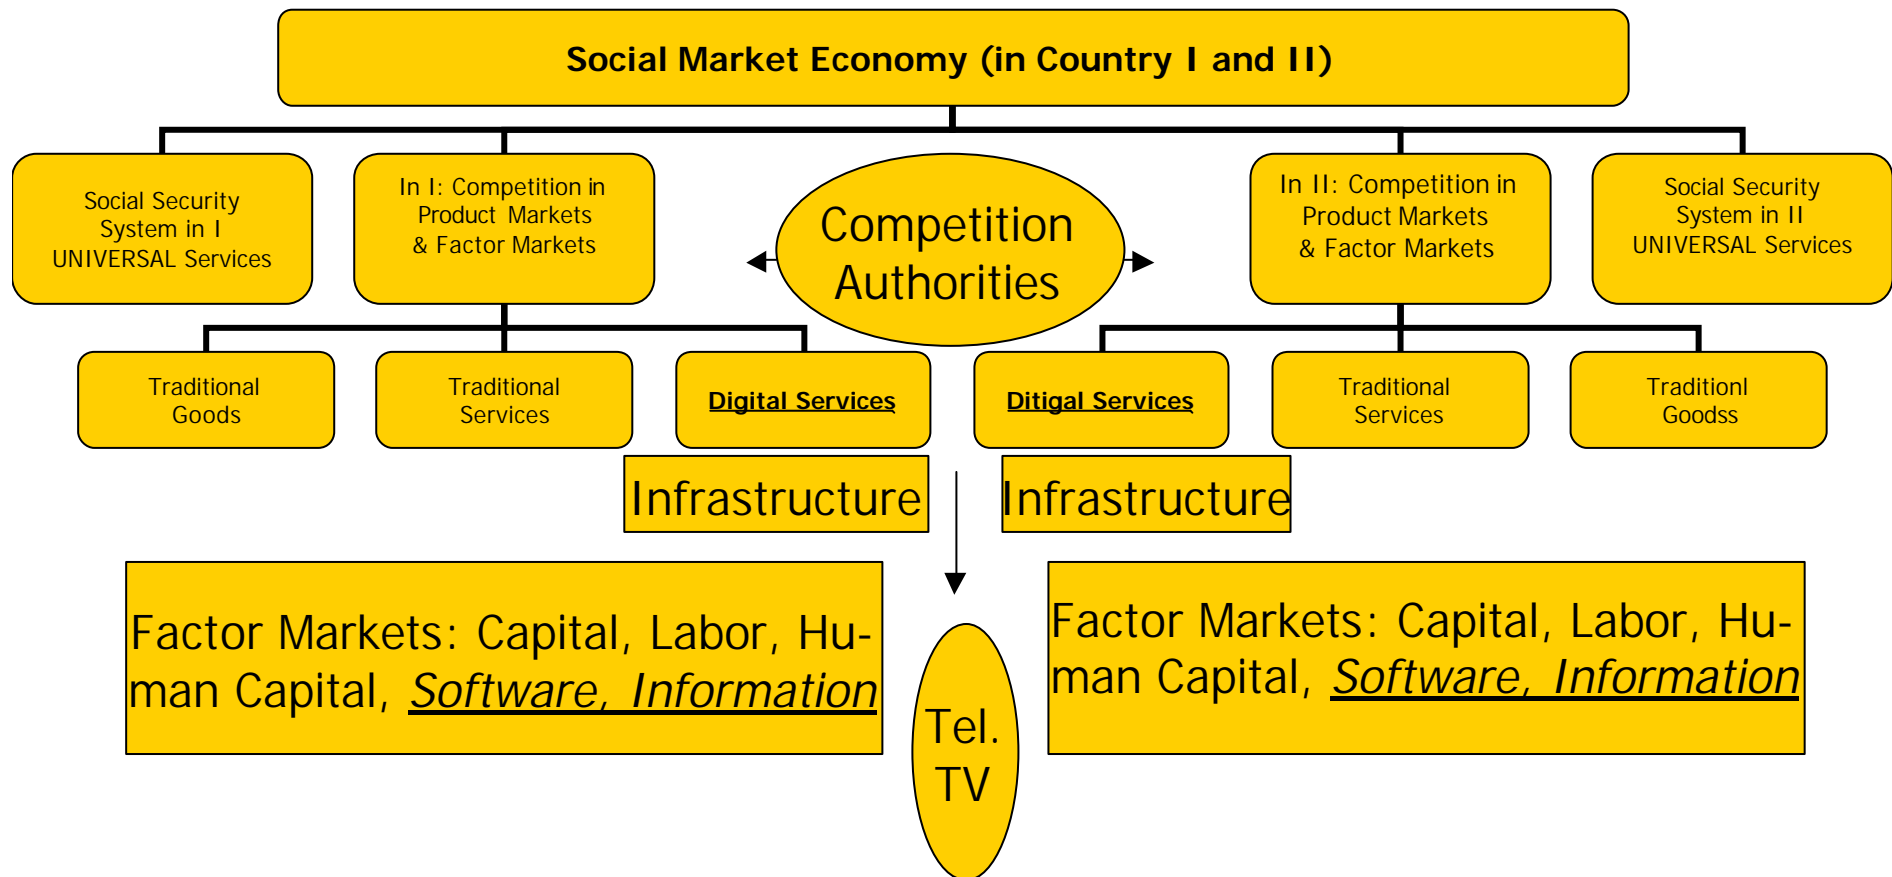 Social Market Economy (in Country I and II)
Social Security
System in I
UNIVERSAL Services
In I: Competition in
Product Markets
& Factor Markets
Competition
Authorities
In II: Competition in
Product Markets
& Factor Markets
Social Security
System in II
UNIVERSAL Services
Traditional
Goods
Traditional
Services
Digital Services
Ditigal Services
Traditional
Services
Traditionl
Goodss
Infrastructure
Infrastructure
Factor Markets: Capital, Labor, Hu-
man Capital, Software, Information
Tel.
TV
Factor Markets: Capital, Labor, Hu-
man Capital, Software, Information